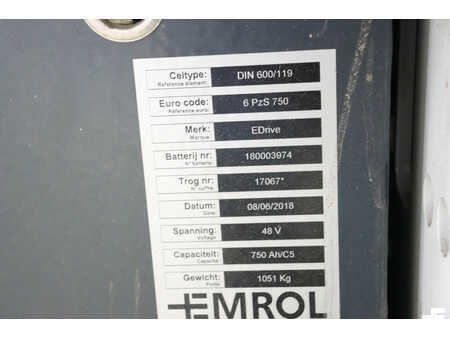 Celtype: DIN 600/119
Reference element:
Euro code: 6 PzS 750
Reference euro:
Merk: EDrive
Marque:
Batterij nr: 180003974
N° batterie:
Trog nr: 17067*
N° coffre:
Datum: 08/06/2018
Date:
Spanning: 48 V
Voltage:
Capaciteit: 750 Ah/C5
Capacité:
Gewicht: 1051 Kg
Poids:
EMROL